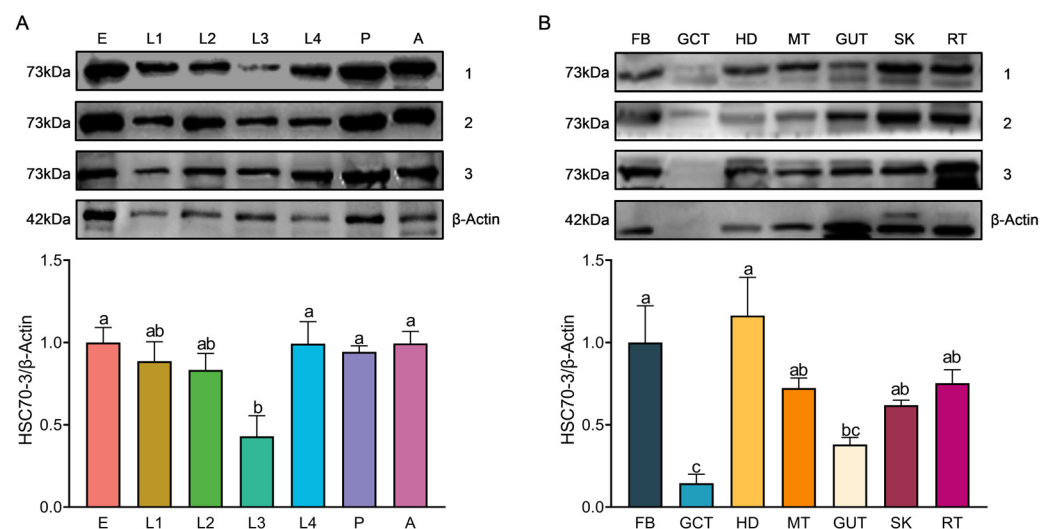 A
E L1 L2 L3 L4 P A
73kDa 1
73kDa 2
73kDa 3
42kDa β-Actin
HSC70-3/β-Actin
1.5
1.0
0.5
0.0
a ab ab b a a a
E L1 L2 L3 L4 P A
B
FB GCT HD MT GUT SK RT
73kDa 1
73kDa 2
73kDa 3
42kDa β-Actin
HSC70-3/β-Actin
1.5
1.0
0.5
0.0
a c a ab bc ab ab
FB GCT HD MT GUT SK RT